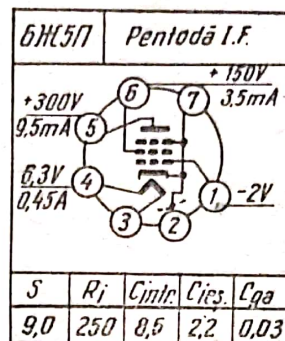 6Ж5П Pentodă I.F.
+150V
6 7 3,5mA
+300V
9,5mA 5
6,3V 4 1 -2V
0,45A
3 2
S Ri Cintr. Cieș. Cga
9,0 250 8,5 2,2 0,03